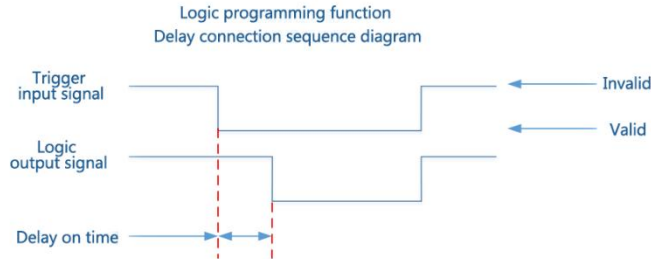 Logic programming function
Delay connection sequence diagram
Trigger
input signal
Invalid
Valid
Logic
output signal
Delay on time